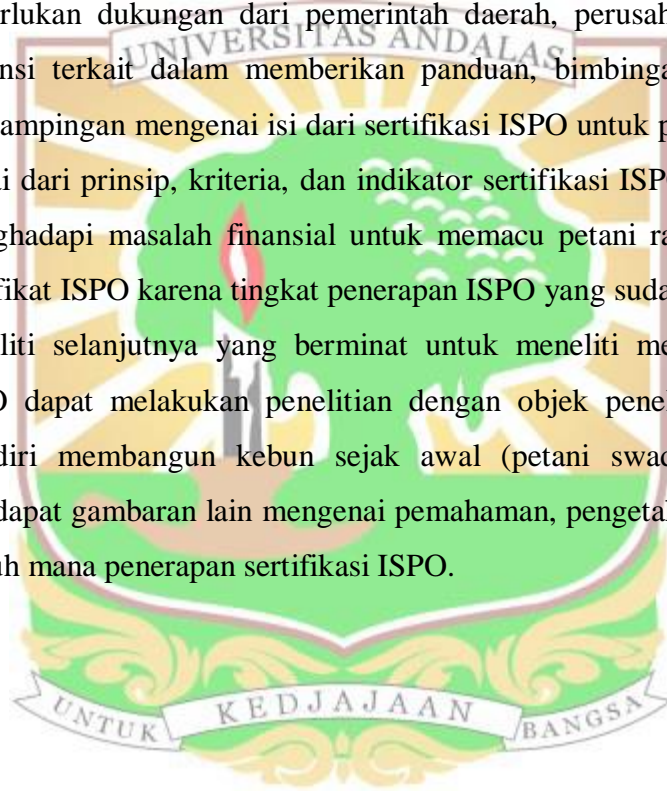 erlukan dukungan dari pemerintah daerah, perusah
UNIVERSITAS ANDALAS
nsi terkait dalam memberikan panduan, bimbinga
ampingan mengenai isi dari sertifikasi ISPO untuk p
i dari prinsip, kriteria, dan indikator sertifikasi ISP
ghadapi masalah finansial untuk memacu petani ra
fikat ISPO karena tingkat penerapan ISPO yang suda
liti selanjutnya yang berminat untuk meneliti me
O dapat melakukan penelitian dengan objek pene
diri membangun kebun sejak awal (petani swad
dapat gambaran lain mengenai pemahaman, pengetal
uh mana penerapan sertifikasi ISPO.
UNTUK KEDJAJAAN BANGSA